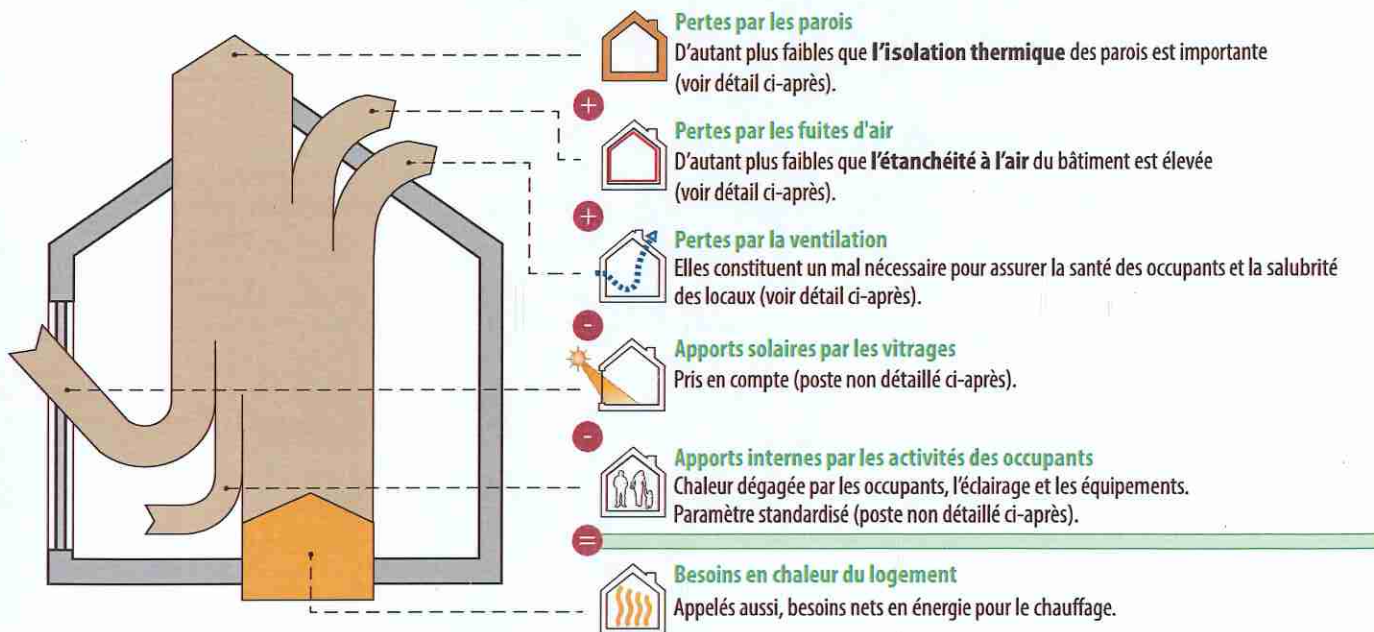 Pertes par les parois
D'autant plus faibles que l'isolation thermique des parois est importante
(voir détail ci-après).
+
Pertes par les fuites d'air
D'autant plus faibles que l'étanchéité à l'air du bâtiment est élevée
(voir détail ci-après).
+
Pertes par la ventilation
Elles constituent un mal nécessaire pour assurer la santé des occupants et la salubrité
des locaux (voir détail ci-après).
-
Apports solaires par les vitrages
Pris en compte (poste non détaillé ci-après).
-
Apports internes par les activités des occupants
Chaleur dégagée par les occupants, l'éclairage et les équipements.
Paramètre standardisé (poste non détaillé ci-après).
=
Besoins en chaleur du logement
Appelés aussi, besoins nets en énergie pour le chauffage.